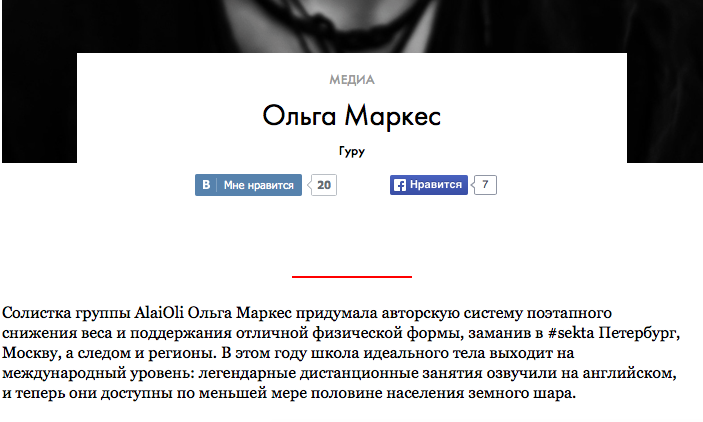 МЕДИА
Ольга Маркес
Гуру
В Мне нравится 20
f Нравится 7
Солистка группы AlaiOli Ольга Маркес придумала авторскую систему поэтапного
снижения веса и поддержания отличной физической формы, заманив в #sekta Петербург,
Москву, а следом и регионы. В этом году школа идеального тела выходит на
международный уровень: легендарные дистанционные занятия озвучили на английском,
и теперь они доступны по меньшей мере половине населения земного шара.